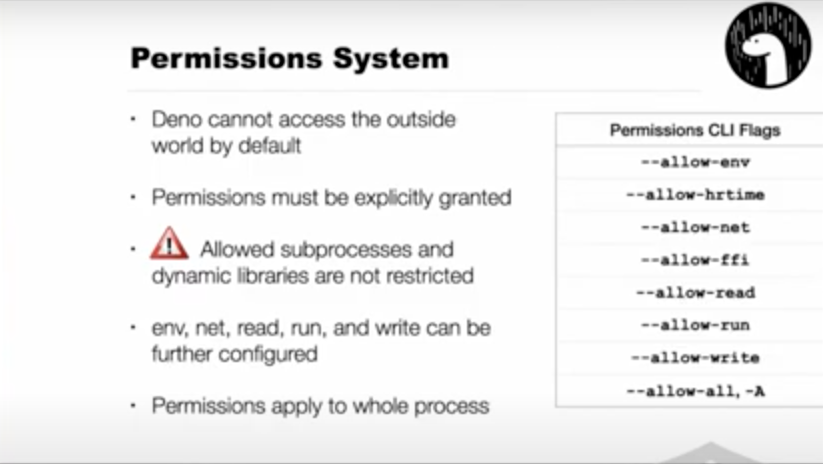 Permissions System
· Deno cannot access the outside
world by default
· Permissions must be explicitly granted
· Allowed subprocesses and
dynamic libraries are not restricted
· env, net, read, run, and write can be
further configured
· Permissions apply to whole process
Permissions CLI Flags
--allow-env
--allow-hrtime
--allow-net
--allow-ffi
--allow-read
--allow-run
--allow-write
--allow-all, -A